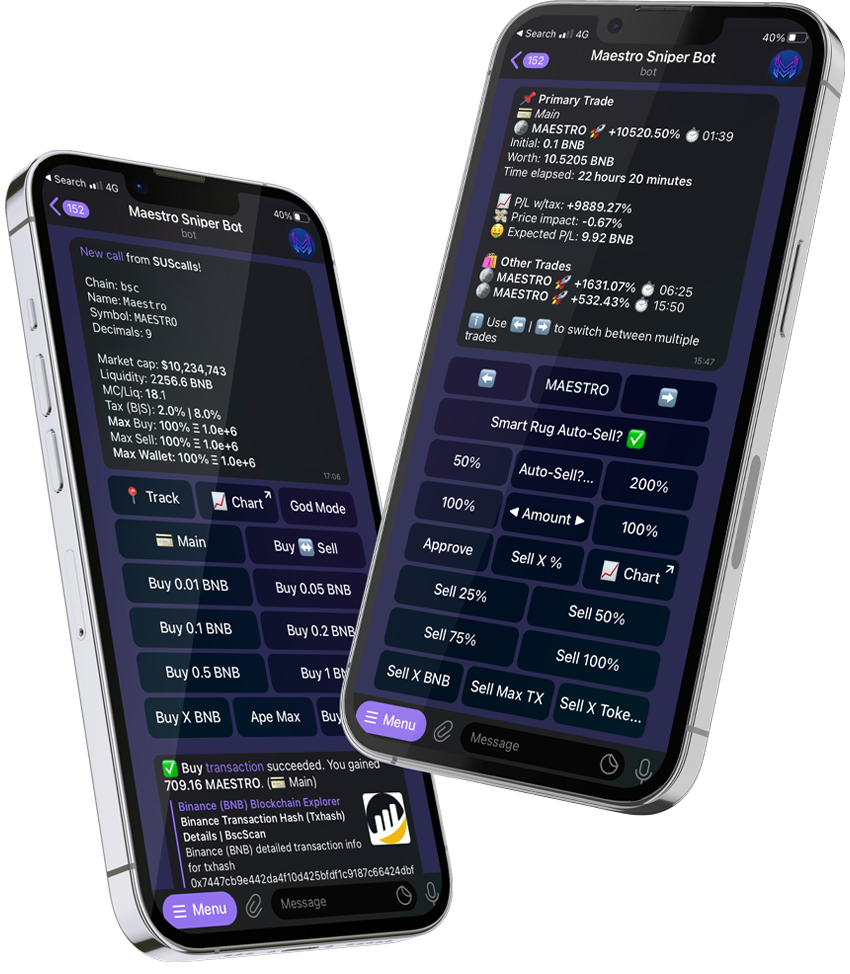 Search 4G
152
Maestro Sniper Bot
bot
40%
New call from SUScalls!
Chain: bsc
Name: Maestro
Symbol: MAESTRO
Decimals: 9
Market cap: $10,234,743
Liquidity: 2256.6 BNB
MC/Liq: 18.1
Tax (B|S): 2.0% | 8.0%
Max Buy: 100% Ξ 1.0e+6
Max Sell: 100% Ξ 1.0e+6
Max Wallet: 100% Ξ 1.0e+6
17:06
📍 Track
📈 Chart
God Mode
💳 Main
Buy ↔️ Sell
Buy 0.01 BNB
Buy 0.05 BNB
Buy 0.1 BNB
Buy 0.2 BNB
Buy 0.5 BNB
Buy 1 BN
Buy X BNB
Ape Max
Buy
✅ Buy transaction succeeded. You gained
709.16 MAESTRO. (💳 Main)
Binance (BNB) Blockchain Explorer
Binance Transaction Hash (Txhash)
Details | BscScan
Binance (BNB) detailed transaction info
for txhash
0x7447cb9e442da4f10d425bfdf1c9187c66424dbf
Menu
Message
Search 4G
152
Maestro Sniper Bot
bot
40%
📌 Primary Trade
💳 Main
🌕 MAESTRO 🚀 +10520.50% ⏱️ 01:39
Initial: 0.1 BNB
Worth: 10.5205 BNB
Time elapsed: 22 hours 20 minutes
📈 P/L w/tax: +9889.27%
💸 Price impact: -0.67%
🤑 Expected P/L: 9.92 BNB
🛍️ Other Trades
🌕 MAESTRO 🚀 +1631.07% ⏱️ 06:25
🌕 MAESTRO 🚀 +532.43% ⏱️ 15:50
ℹ️ Use ⬅️ | ➡️ to switch between multiple
trades
15:47
⬅️
MAESTRO
➡️
Smart Rug Auto-Sell? ✅
50%
Auto-Sell?...
200%
100%
◀ Amount ▶
100%
Approve
Sell X %
📈 Chart
Sell 25%
Sell 50%
Sell 75%
Sell 100%
Sell X BNB
Sell Max TX
Sell X Toke...
Menu
Message